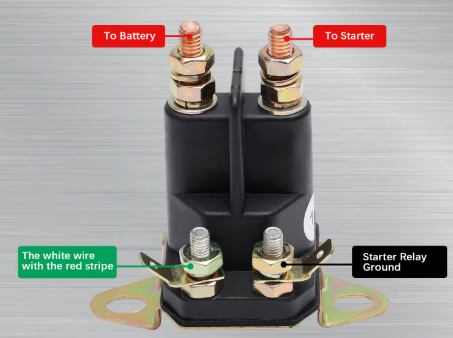 To Battery
To Starter
The white wire
with the red stripe
Starter Relay
Ground